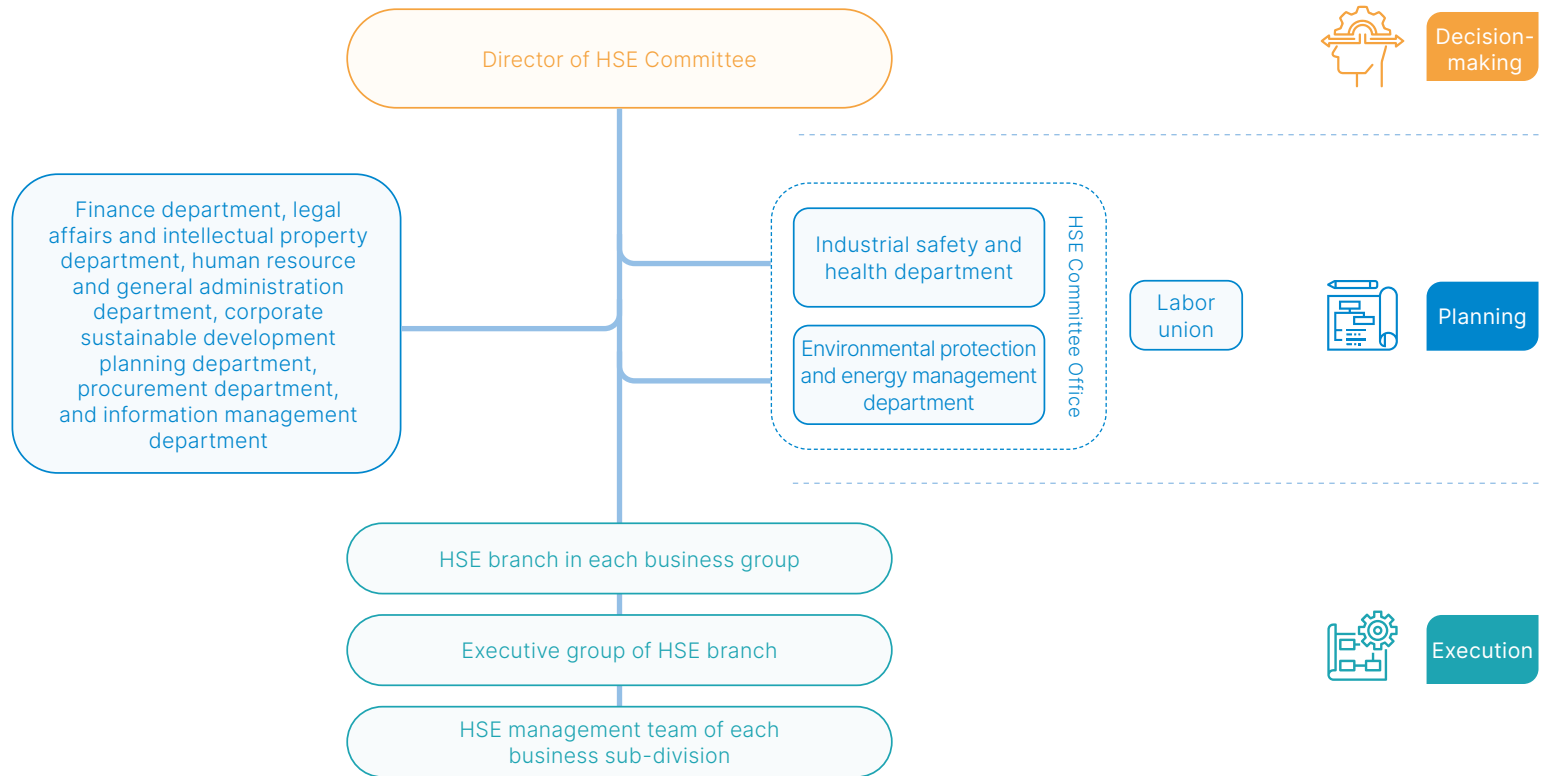 Director of HSE Committee
Decision-
making
Finance department, legal
affairs and intellectual property
department, human resource
and general administration
department, corporate
sustainable development
planning department,
procurement department,
and information management
department
Industrial safety and
health department
Environmental protection
and energy management
department
HSE Committee Office
Labor
union
Planning
HSE branch in each business group
Executive group of HSE branch
HSE management team of each
business sub-division
Execution